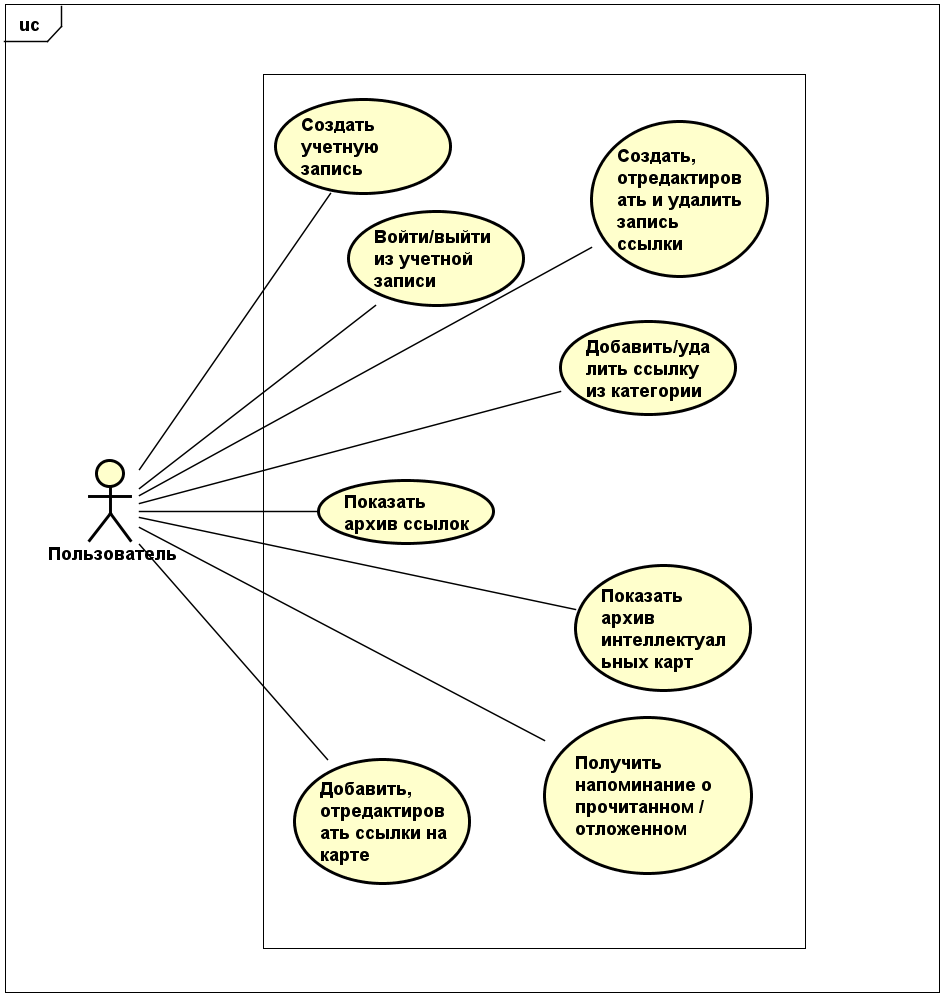 uc
Создать
учетную
запись
Создать,
отредактиров
ать и удалить
запись
ссылки
Войти/выйти
из учетной
записи
Добавить/уда
лить ссылку
из категории
Показать
архив ссылок
Пользователь
Показать
архив
интеллектуал
ьных карт
Получить
напоминание о
прочитанном /
отложенном
Добавить,
отредактиров
ать ссылки на
карте